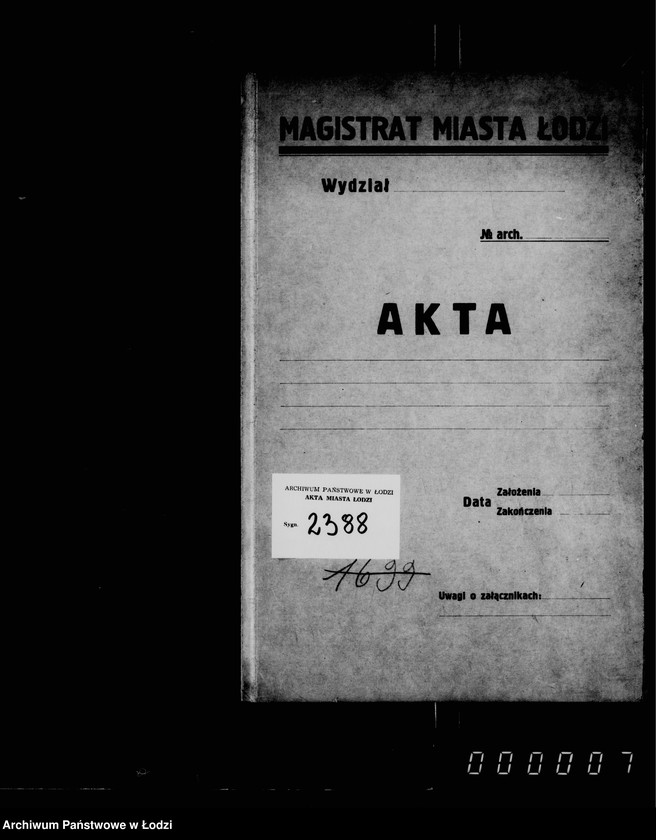 MAGISTRAT MIASTA ŁODZI
Wydział
№ arch.
AKTA
ARCHIWUM PAŃSTWOWE W ŁODZI
AKTA MIASTA ŁODZI
Sygn. 2388
Data
Założenia
Zakończenia
1699
Uwagi o załącznikach:
000007
Archiwum Państwowe w Łodzi